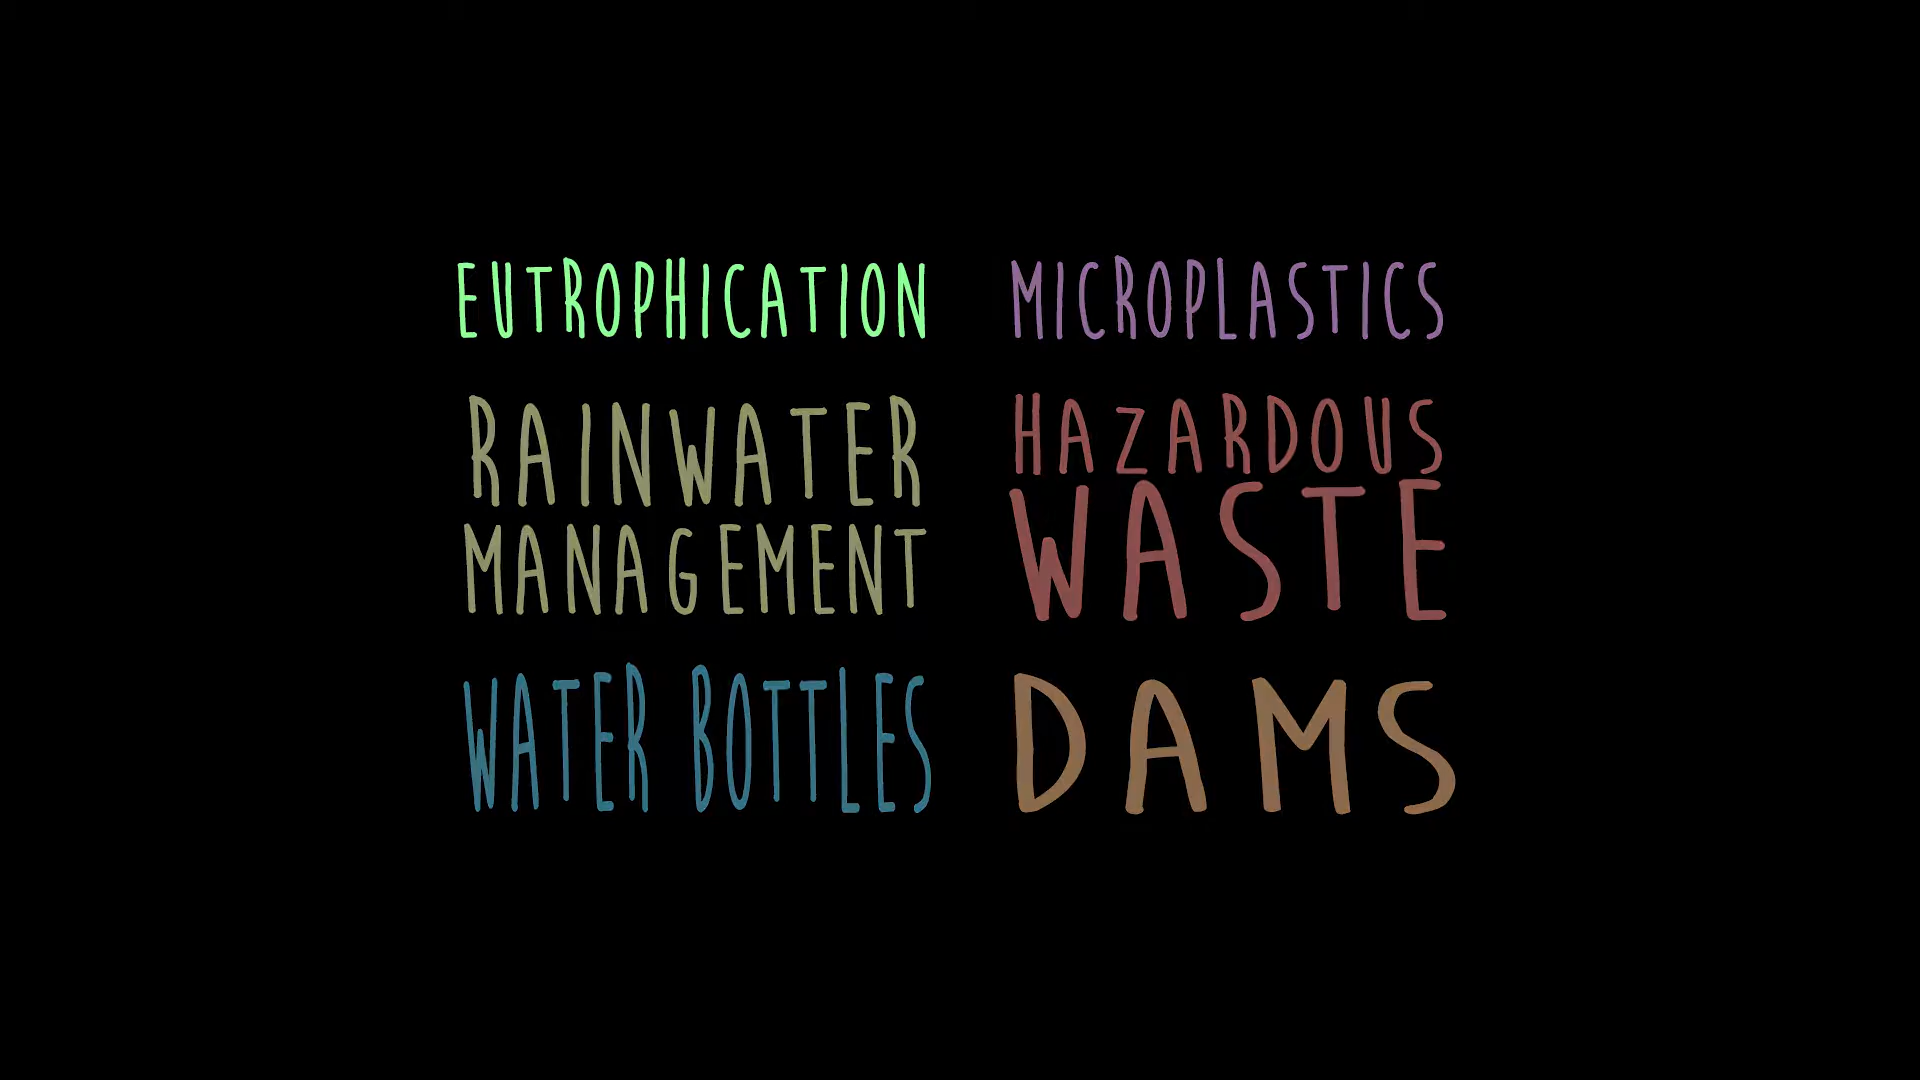 EUTROPHICATION
MICROPLASTICS
RAINWATER
MANAGEMENT
HAZARDOUS
WASTE
WATER BOTTLES
DAMS